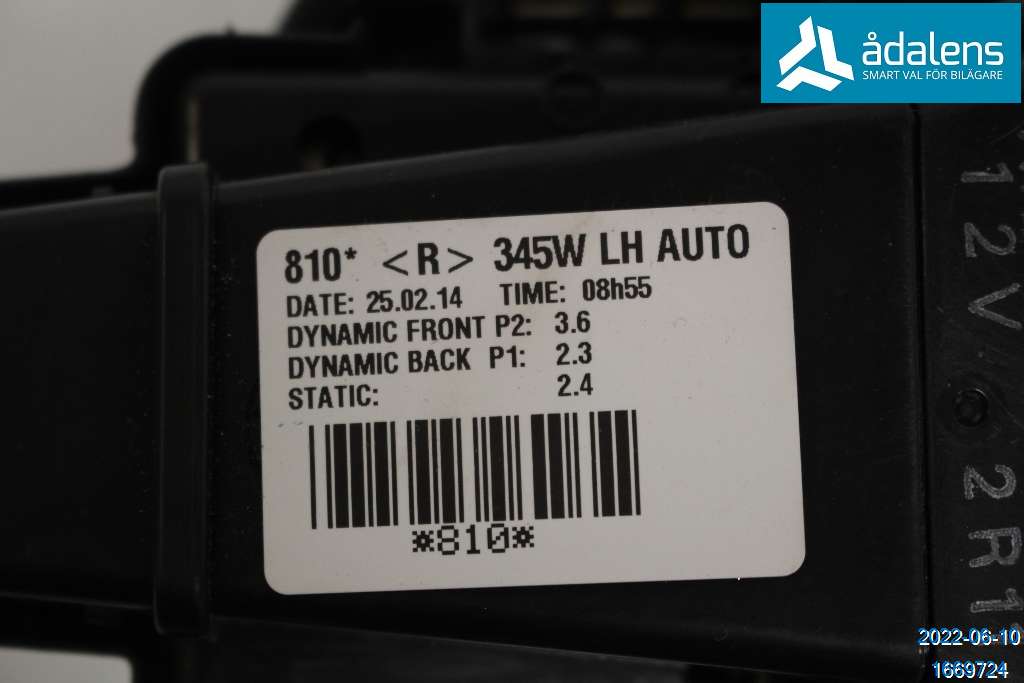 ådalens
SMART VAL FÖR BILÄGARE
810* <R> 345W LH AUTO
DATE: 25.02.14 TIME: 08h55
DYNAMIC FRONT P2: 3.6
DYNAMIC BACK P1: 2.3
STATIC: 2.4
*810*
12V
2R1
2022-06-10
1669724